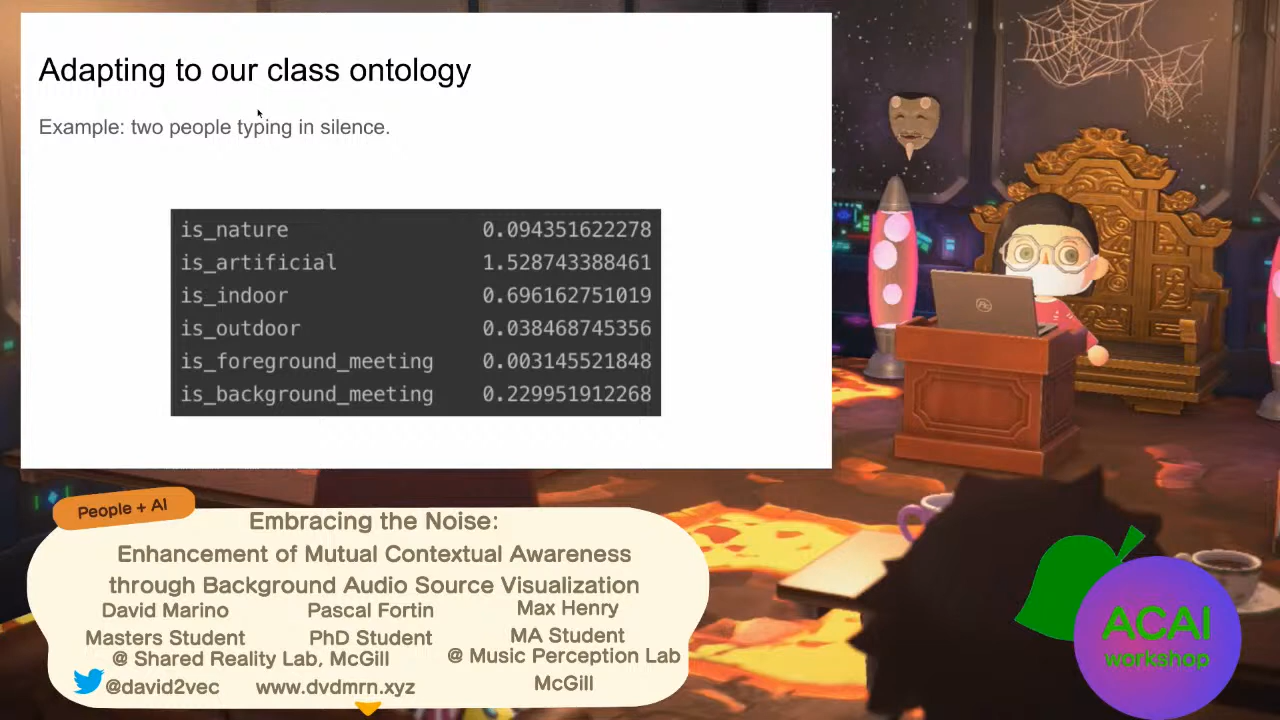 Adapting to our class ontology
Example: two people typing in silence.
is_nature 0.094351622278
is_artificial 1.528743388461
is_indoor 0.696162751019
is_outdoor 0.038468745356
is_foreground_meeting 0.003145521848
is_background_meeting 0.229951912268
People + AI
Embracing the Noise:
Enhancement of Mutual Contextual Awareness
through Background Audio Source Visualization
David Marino Pascal Fortin Max Henry
Masters Student PhD Student MA Student
@ Shared Reality Lab, McGill @ Music Perception Lab
@david2vec www.dvdmrn.xyz McGill
ACAI
workshop